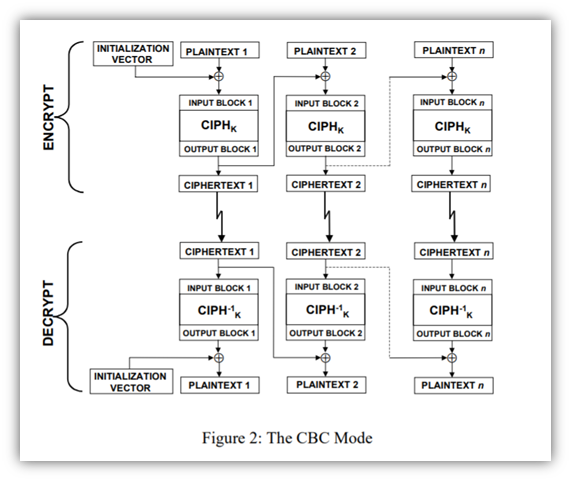 ENCRYPT
INITIALIZATION
VECTOR
PLAINTEXT 1
PLAINTEXT 2
PLAINTEXT n
INPUT BLOCK 1
INPUT BLOCK 2
INPUT BLOCK n
CIPHK
CIPHK
CIPHK
OUTPUT BLOCK 1
OUTPUT BLOCK 2
OUTPUT BLOCK n
CIPHERTEXT 1
CIPHERTEXT 2
CIPHERTEXT n
DECRYPT
CIPHERTEXT 1
CIPHERTEXT 2
CIPHERTEXT n
INPUT BLOCK 1
INPUT BLOCK 2
INPUT BLOCK n
CIPH-1K
CIPH-1K
CIPH-1K
OUTPUT BLOCK 1
OUTPUT BLOCK 2
OUTPUT BLOCK n
INITIALIZATION
VECTOR
PLAINTEXT 1
PLAINTEXT 2
PLAINTEXT n
Figure 2: The CBC Mode